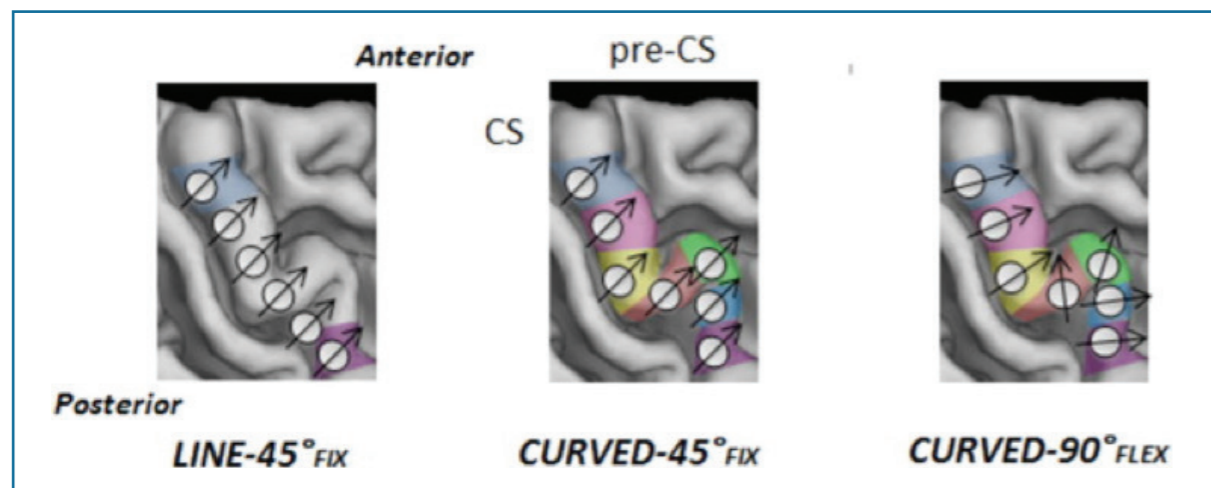 Anterior
pre-CS
CS
Posterior
LINE-45°FIX
CURVED-45°FIX
CURVED-90°FLEX